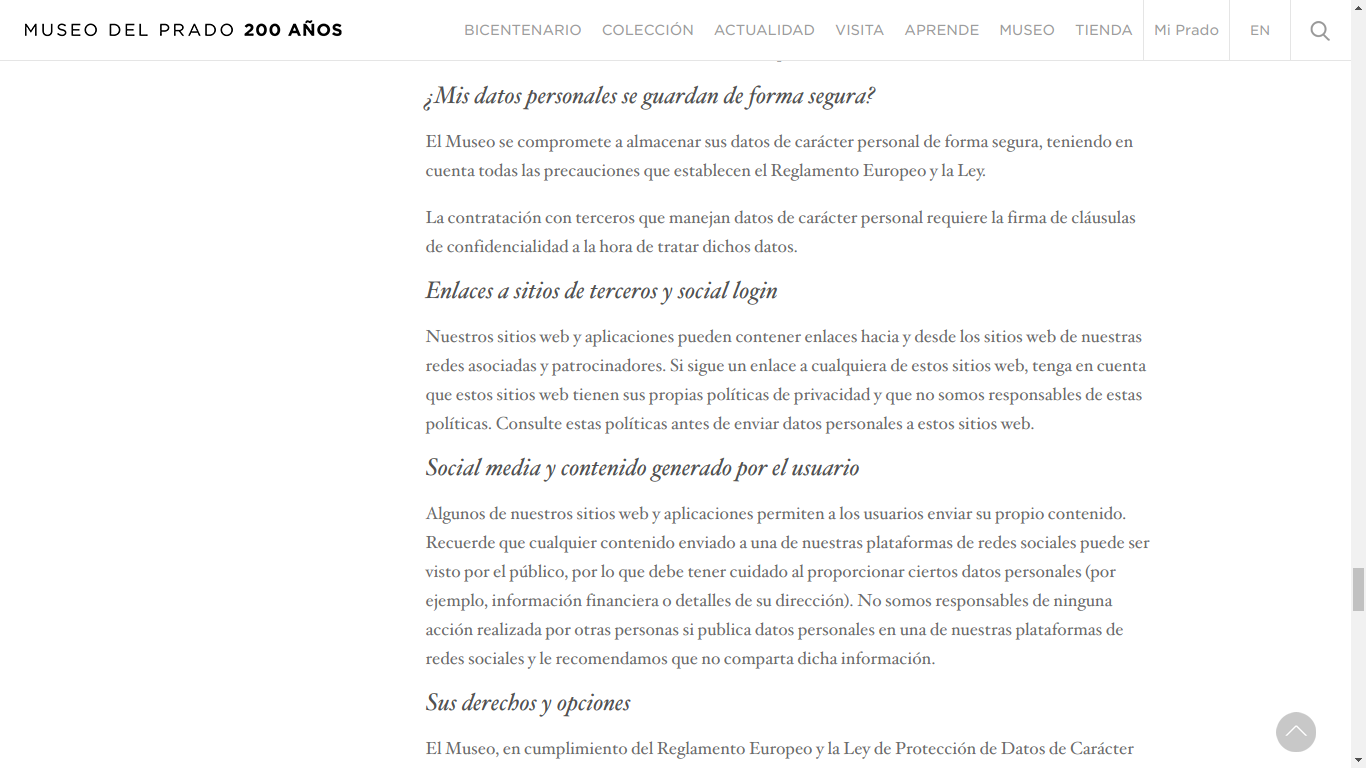 MUSEO DEL PRADO 200 AÑOS
BICENTENARIO COLECCIÓN ACTUALIDAD VISITA APRENDE MUSEO TIENDA Mi Prado EN
¿Mis datos personales se guardan de forma segura?
El Museo se compromete a almacenar sus datos de carácter personal de forma segura, teniendo en
cuenta todas las precauciones que establecen el Reglamento Europeo y la Ley.
La contratación con terceros que manejan datos de carácter personal requiere la firma de cláusulas
de confidencialidad a la hora de tratar dichos datos.
Enlaces a sitios de terceros y social login
Nuestros sitios web y aplicaciones pueden contener enlaces hacia y desde los sitios web de nuestras
redes asociadas y patrocinadores. Si sigue un enlace a cualquiera de estos sitios web, tenga en cuenta
que estos sitios web tienen sus propias políticas de privacidad y que no somos responsables de estas
políticas. Consulte estas políticas antes de enviar datos personales a estos sitios web.
Social media y contenido generado por el usuario
Algunos de nuestros sitios web y aplicaciones permiten a los usuarios enviar su propio contenido.
Recuerde que cualquier contenido enviado a una de nuestras plataformas de redes sociales puede ser
visto por el público, por lo que debe tener cuidado al proporcionar ciertos datos personales (por
ejemplo, información financiera o detalles de su dirección). No somos responsables de ninguna
acción realizada por otras personas si publica datos personales en una de nuestras plataformas de
redes sociales y le recomendamos que no comparta dicha información.
Sus derechos y opciones
El Museo, en cumplimiento del Reglamento Europeo y la Ley de Protección de Datos de Carácter